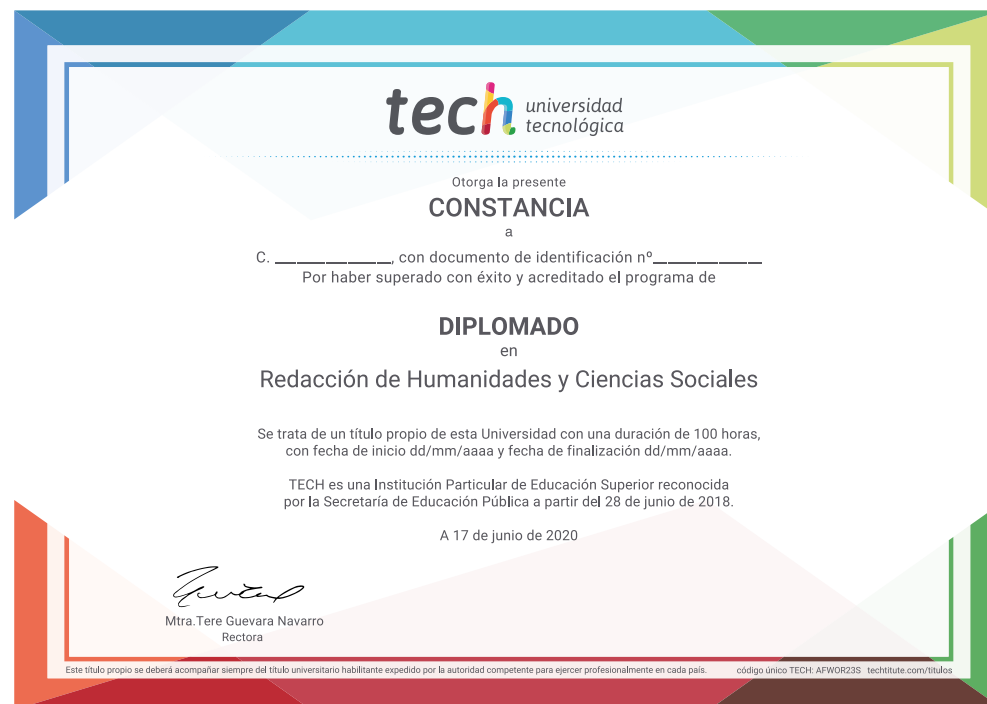 tech universidad
tecnológica
Otorga la presente
CONSTANCIA
a
C. ________________, con documento de identificación nº_______________
Por haber superado con éxito y acreditado el programa de
DIPLOMADO
en
Redacción de Humanidades y Ciencias Sociales
Se trata de un título propio de esta Universidad con una duración de 100 horas,
con fecha de inicio dd/mm/aaaa y fecha de finalización dd/mm/aaaa.
TECH es una Institución Particular de Educación Superior reconocida
por la Secretaría de Educación Pública a partir del 28 de junio de 2018.
A 17 de junio de 2020
Mtra.Tere Guevara Navarro
Rectora
Este título propio se deberá acompañar siempre del título universitario habilitante expedido por la autoridad competente para ejercer profesionalmente en cada país. código único TECH: AFWOR23S techtitute.com/titulos